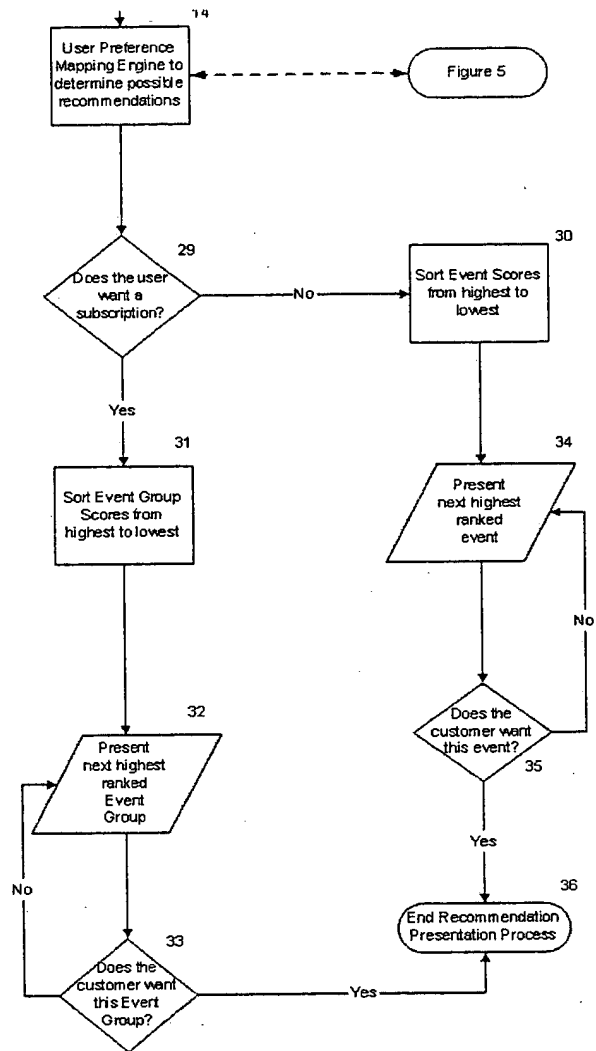 14
User Preference
Mapping Engine to
determine possible
recommendations
Figure 5
29
Does the user
want a
subscription?
No
30
Sort Event Scores
from highest to
lowest
Yes
31
Sort Event Group
Scores from
highest to lowest
34
Present
next highest
ranked
event
No
32
Present
next highest
ranked
Event
Group
Does the
customer want
this event?
35
Yes
No
33
Does the
customer want
this Event
Group?
Yes
36
End Recommendation
Presentation Process